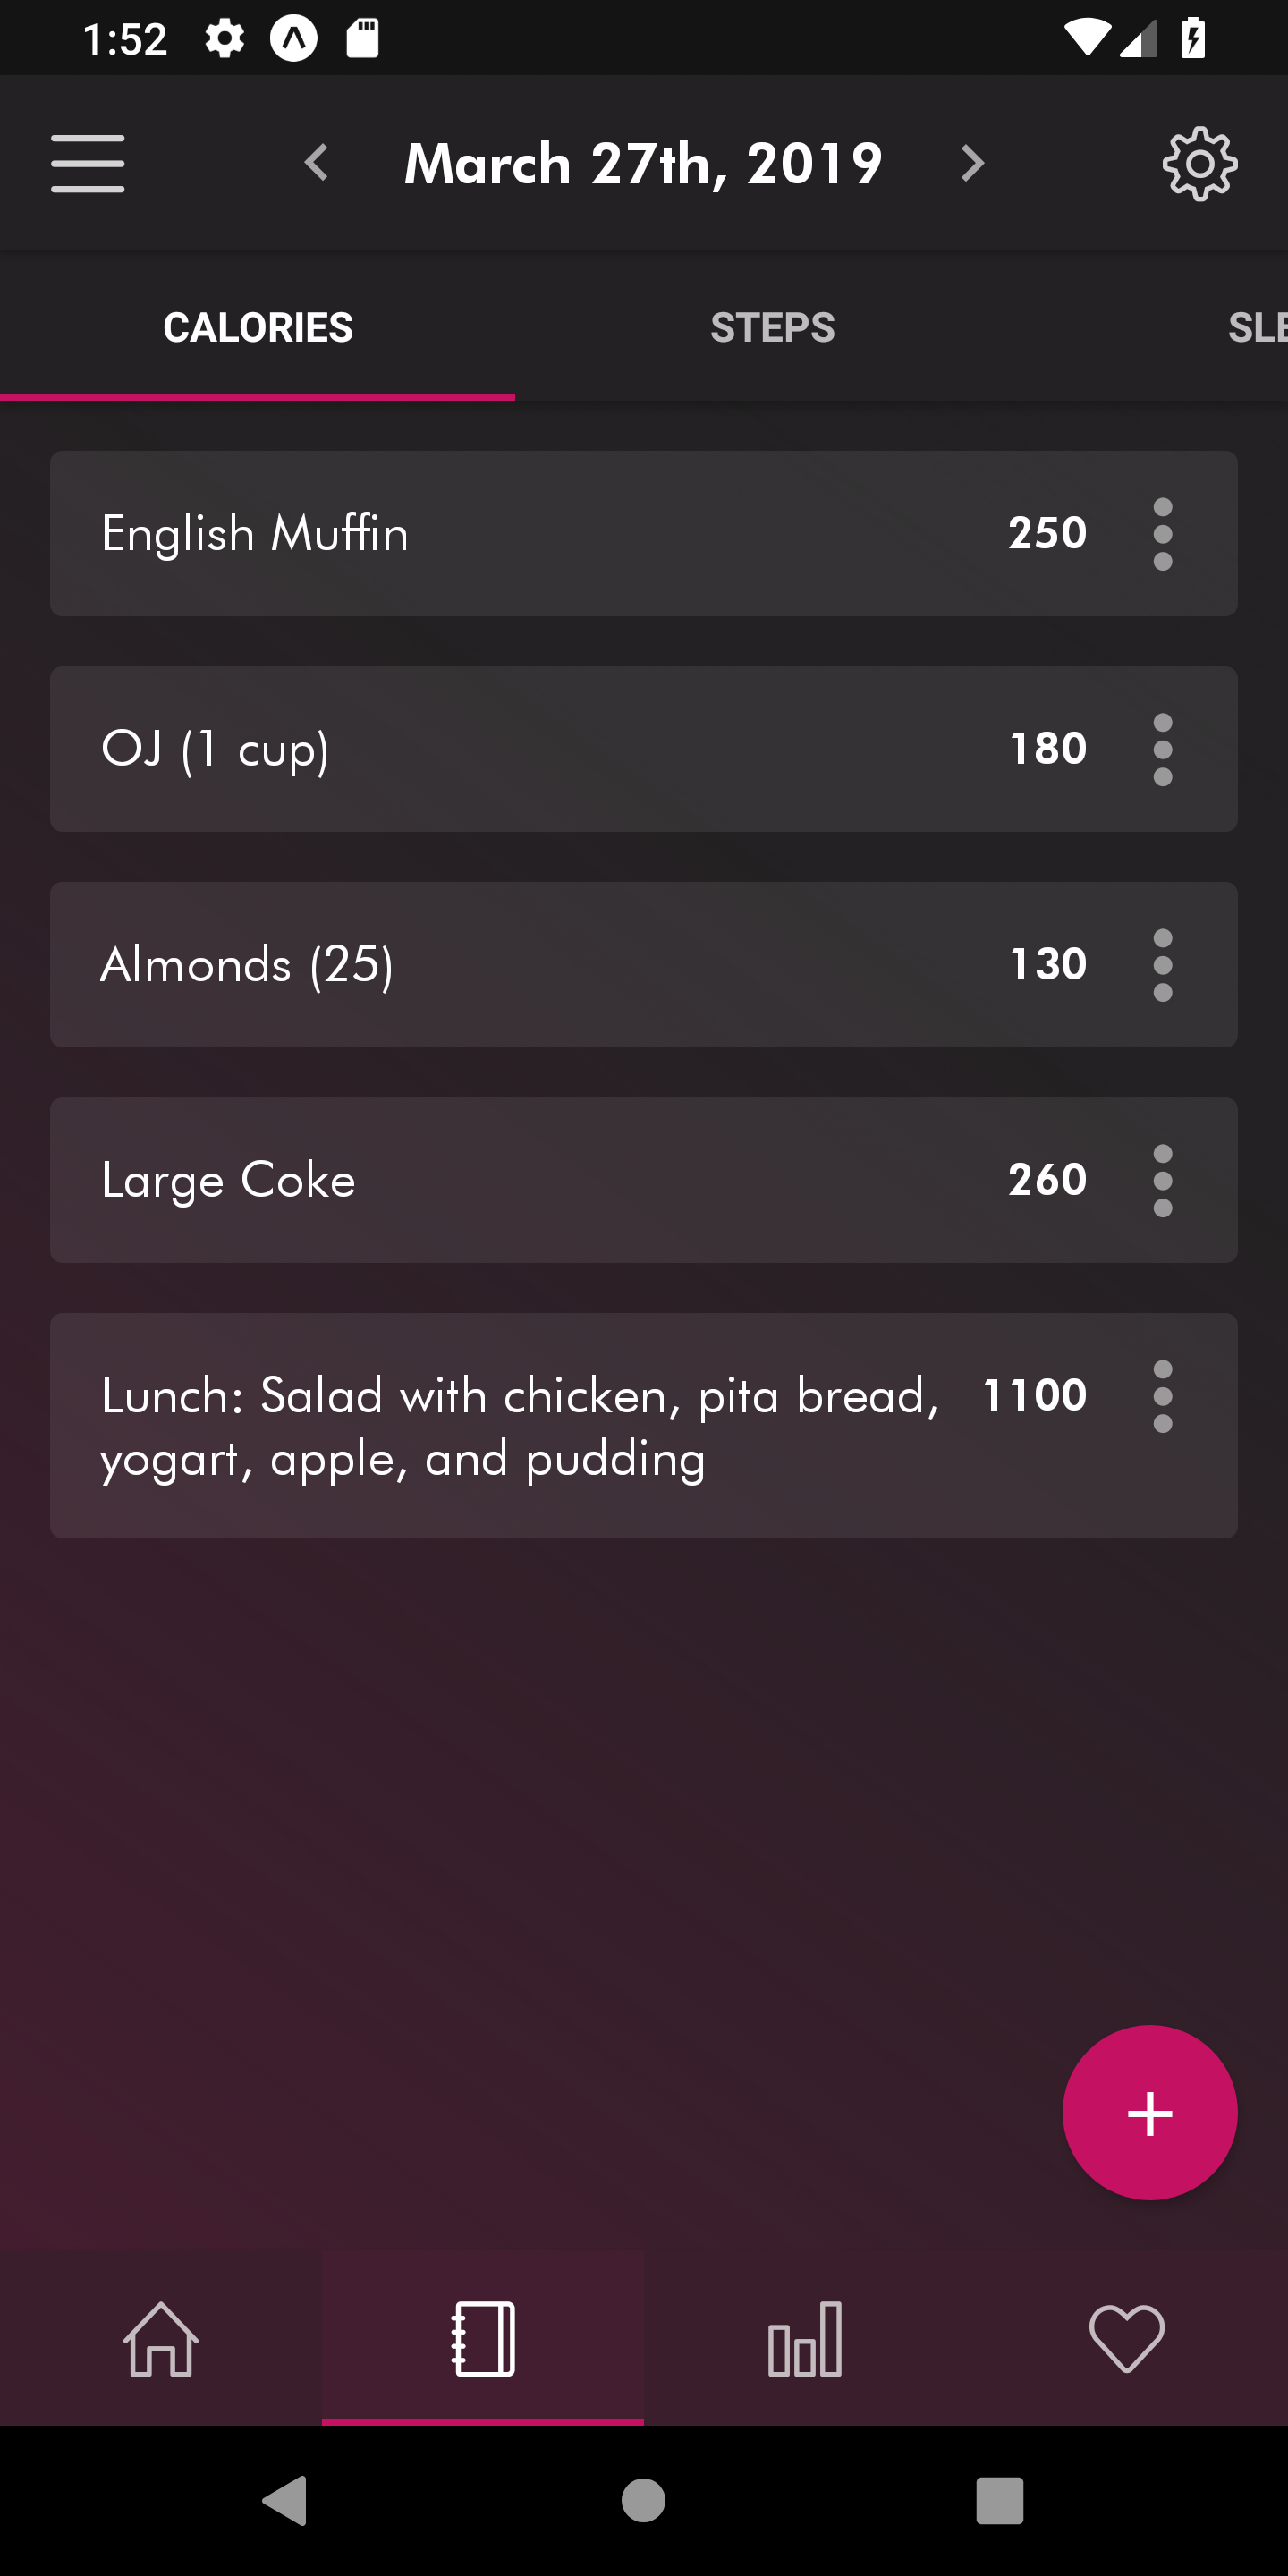 1:52
March 27th, 2019
CALORIES STEPS SLE
English Muffin 250
OJ (1 cup) 180
Almonds (25) 130
Large Coke 260
Lunch: Salad with chicken, pita bread, 1100
yogurt, apple, and pudding